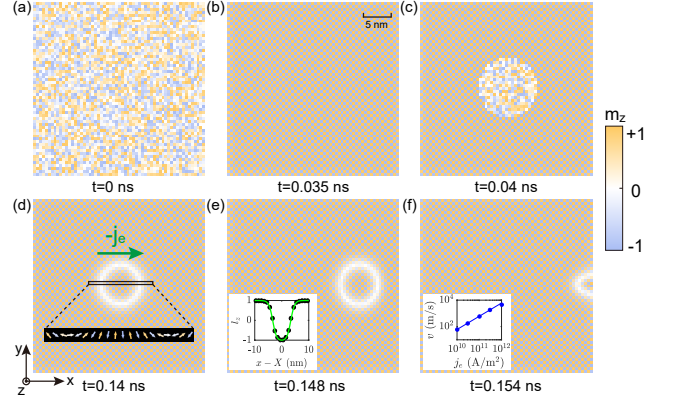 (a)
(b)
(c)
5 nm
t=0 ns
t=0.035 ns
t=0.04 ns
m_z
+1
0
-1
(d)
(e)
(f)
-j_e
1
0
-1
l_z
-10 0 10
x − X (nm)
10^4
10^2
v (m/s)
10^10 10^11 10^12
j_e (A/m^2)
y
z
x
t=0.14 ns
t=0.148 ns
t=0.154 ns